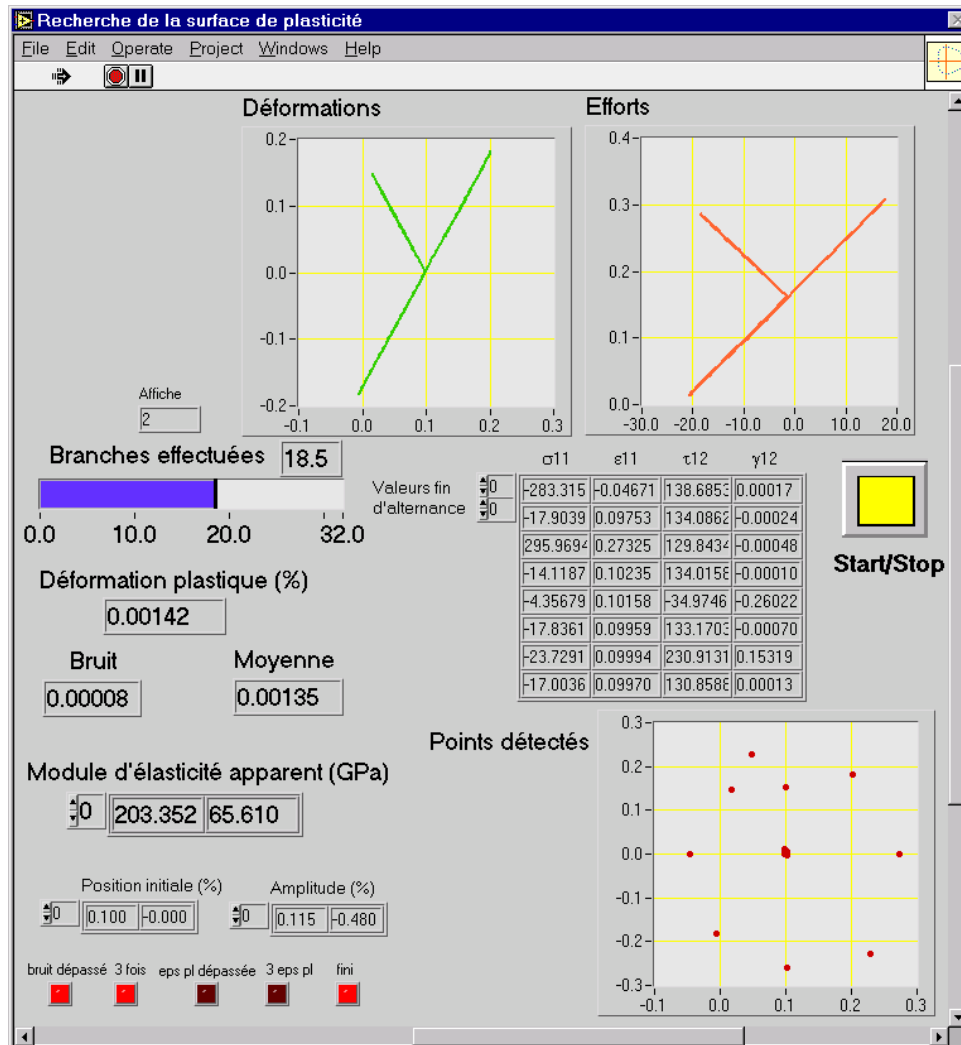 Recherche de la surface de plasticité
File Edit Operate Project Windows Help
Déformations
0.2
0.1
0.0
-0.1
-0.2
-0.1 0.0 0.1 0.2 0.3
Efforts
0.4
0.3
0.2
0.1
0.0
-30.0 -20.0 -10.0 0.0 10.0 20.0
Affiche
2
Branches effectuées 18.5
0.0 10.0 20.0 32.0
Valeurs fin
d'alternance
0
0
σ11 ε11 τ12 γ12
-283.315 -0.04671 138.6853 0.00017
-17.9039 0.09753 134.0862 -0.00024
295.9694 0.27325 129.8434 -0.00048
-14.1187 0.10235 134.0158 -0.00010
-4.35679 0.10158 -34.9746 -0.26022
-17.8361 0.09959 133.1703 -0.00070
-23.7291 0.09994 230.9131 0.15319
-17.0036 0.09970 130.8588 0.00013
Start/Stop
Déformation plastique (%)
0.00142
Bruit Moyenne
0.00008 0.00135
Module d'élasticité apparent (GPa)
0 203.352 65.610
Position initiale (%) Amplitude (%)
0 0.100 -0.000 0 0.115 -0.480
bruit dépassé 3 fois eps pl dépassée 3 eps pl fini
Points détectés
0.3
0.2
0.1
0.0
-0.1
-0.2
-0.3
-0.1 0.0 0.1 0.2 0.3